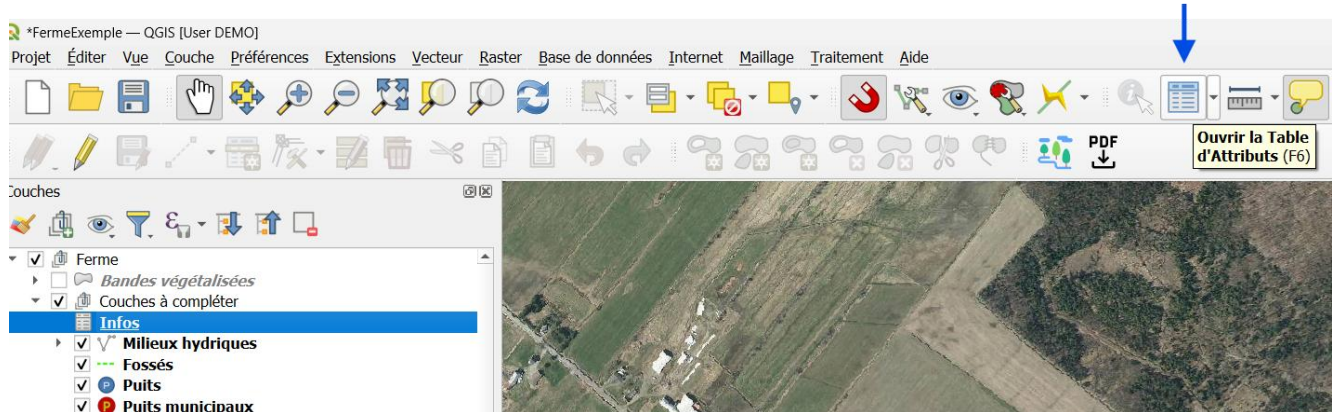 *FermeExemple — QGIS [User DEMO]
Projet Éditer Vue Couche Préférences Extensions Vecteur Raster Base de données Internet Maillage Traitement Aide
PDF
Ouvrir la Table
d'Attributs (F6)
Couches
Ferme
Bandes végétalisées
Couches à compléter
Infos
Milieux hydriques
Fossés
P Puits
P Puits municipaux